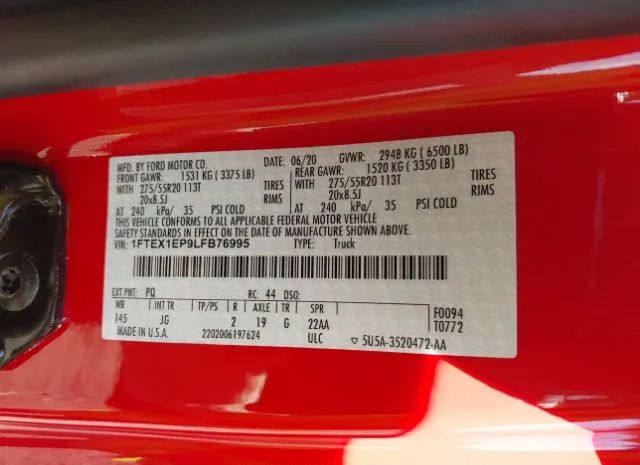 MFD. BY FORD MOTOR CO. DATE: 06/20 GVWR: 2948 KG ( 6500 LB)
FRONT GAWR: 1531 KG ( 3375 LB) REAR GAWR: 1520 KG ( 3350 LB)
WITH 275/55R20 113T TIRES WITH 275/55R20 113T TIRES
20x8.5J RIMS 20x8.5J RIMS
AT 240 kPa/ 35 PSI COLD AT 240 kPa/ 35 PSI COLD
THIS VEHICLE CONFORMS TO ALL APPLICABLE FEDERAL MOTOR VEHICLE
SAFETY STANDARDS IN EFFECT ON THE DATE OF MANUFACTURE SHOWN ABOVE.
VIN: 1FTEX1EP9LFB76995 TYPE: Truck
EXT PNT: PQ RC: 44 DSO:
WB INT TR TP/PS R AXLE TR SPR F0094
145 JG 2 19 G 22AA T0772
MADE IN U.S.A. 2202006197624 ULC ▽ 5U5A-3520472-AA